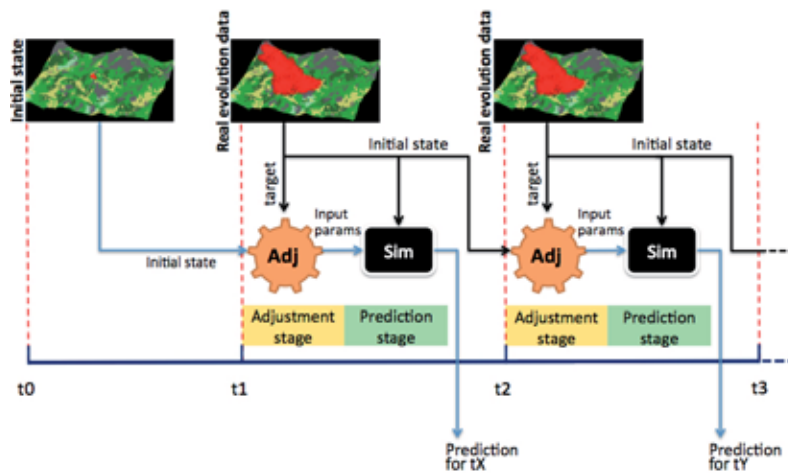 Initial state
Real evolution data
Real evolution data
Initial state
Initial state
target
target
Input
params
Input
params
Adj
Sim
Adj
Sim
Initial state
Adjustment
stage
Prediction
stage
Adjustment
stage
Prediction
stage
t0
t1
t2
t3
Prediction
for tX
Prediction
for tY